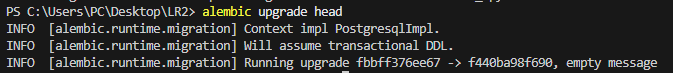 PS C:\Users\PC\Desktop\LR2> alembic upgrade head
INFO  [alembic.runtime.migration] Context impl PostgresqlImpl.
INFO  [alembic.runtime.migration] Will assume transactional DDL.
INFO  [alembic.runtime.migration] Running upgrade fbbff376ee67 -> f440ba98f690, empty message